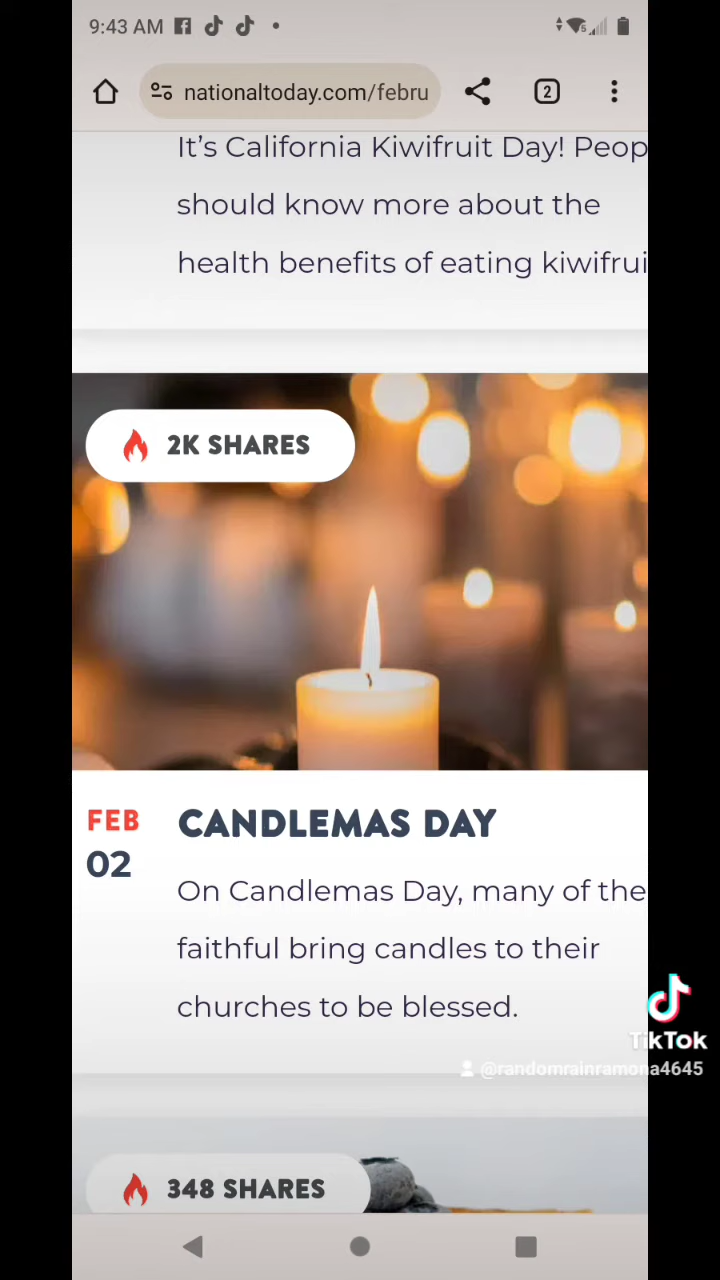 9:43 AM
nationaltoday.com/febru
2
It's California Kiwifruit Day! Peop
should know more about the
health benefits of eating kiwifrui
2K SHARES
FEB
02
CANDLEMAS DAY
On Candlemas Day, many of the
faithful bring candles to their
churches to be blessed.
TikTok
@randomrainramona4645
348 SHARES